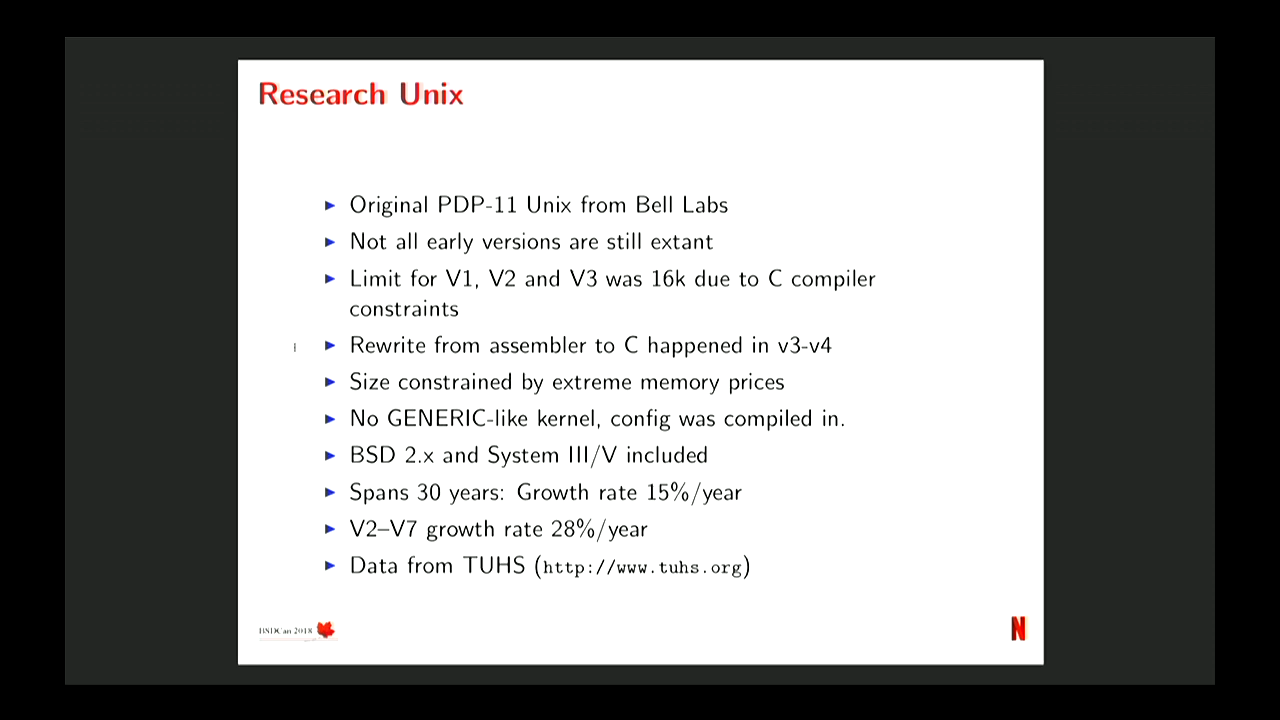 Research Unix
Original PDP-11 Unix from Bell Labs
Not all early versions are still extant
Limit for V1, V2 and V3 was 16k due to C compiler
constraints
Rewrite from assembler to C happened in v3-v4
Size constrained by extreme memory prices
No GENERIC-like kernel, config was compiled in.
BSD 2.x and System III/V included
Spans 30 years: Growth rate 15%/year
V2–V7 growth rate 28%/year
Data from TUHS (http://www.tuhs.org)
BSDCan 2018
N